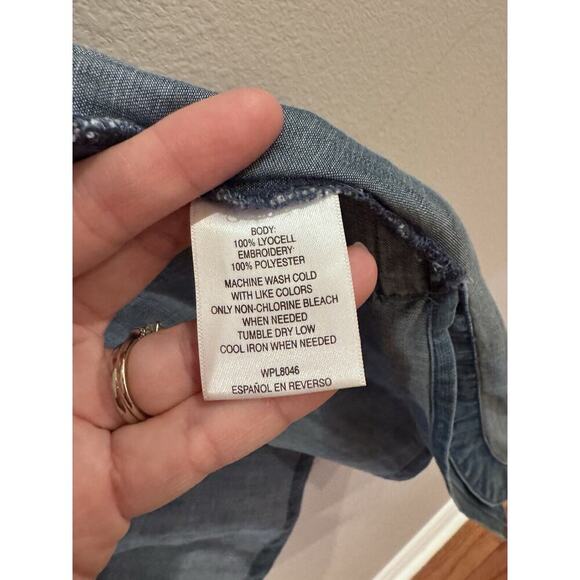 BODY:
100% LYOCELL
EMBROIDERY:
100% POLYESTER
MACHINE WASH COLD
WITH LIKE COLORS
ONLY NON-CHLORINE BLEACH
WHEN NEEDED
TUMBLE DRY LOW
COOL IRON WHEN NEEDED
WPL8046
ESPAÑOL EN REVERSO